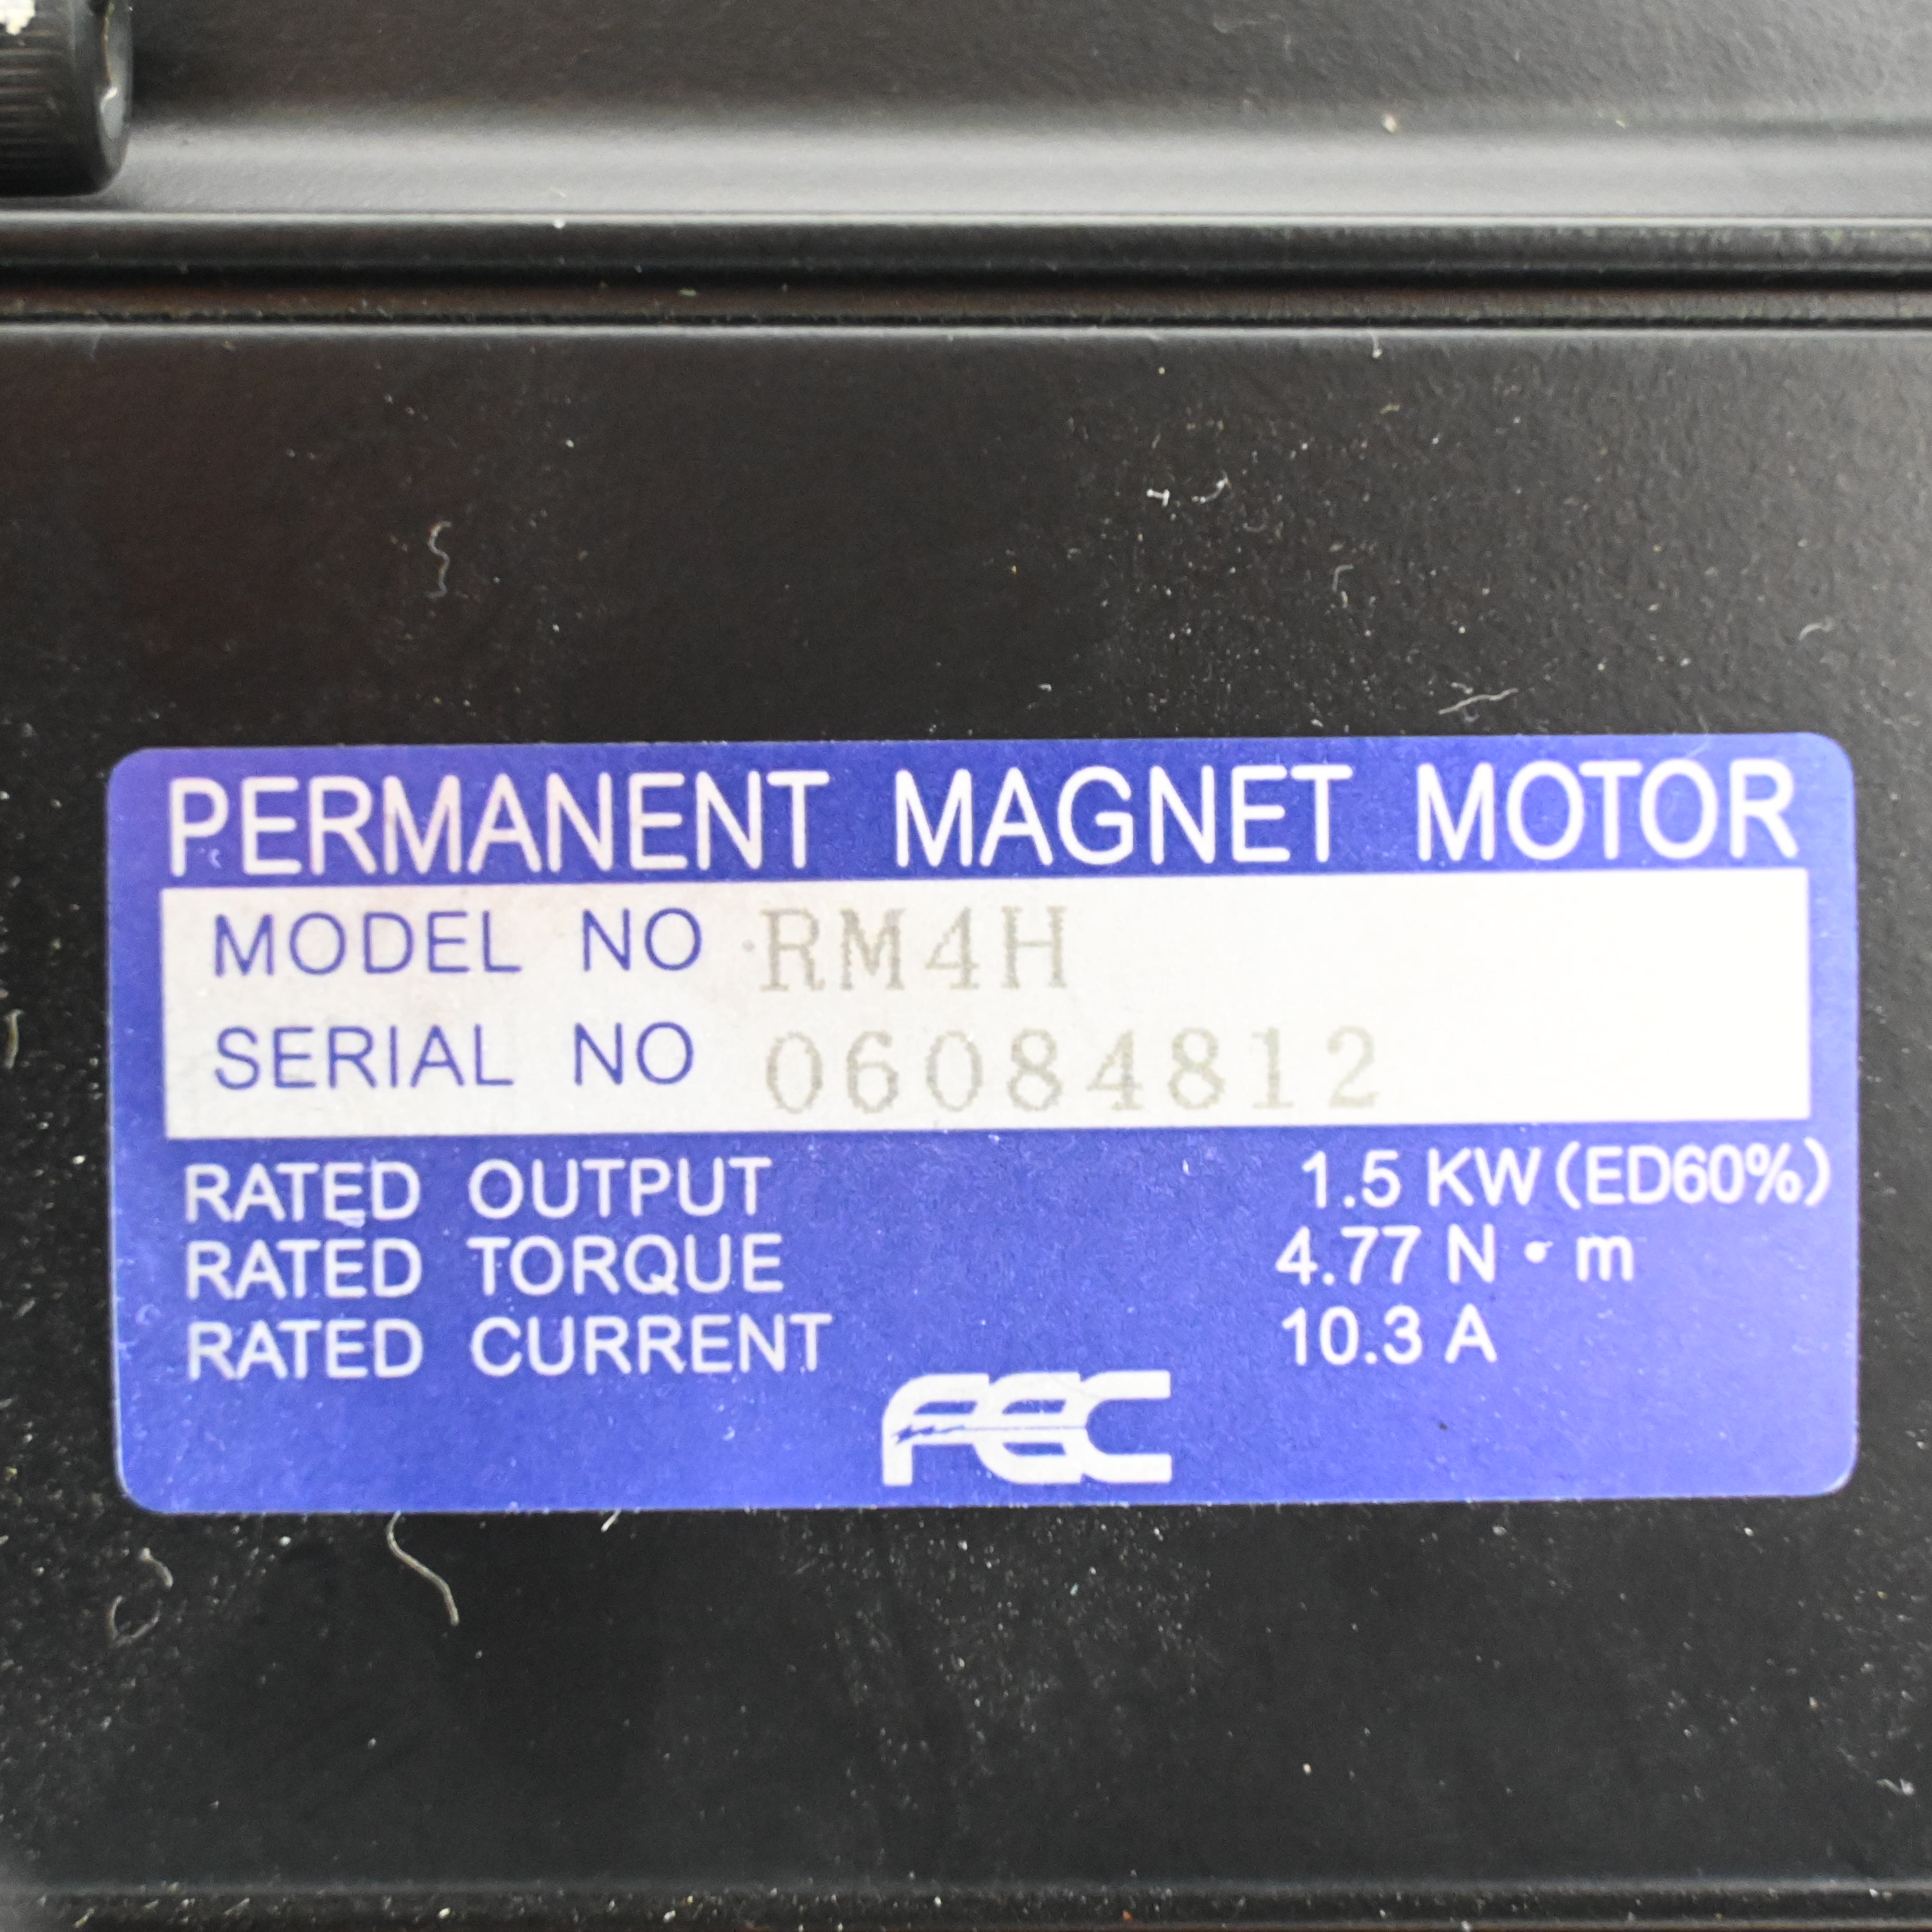 PERMANENT MAGNET MOTOR
MODEL NO RM4H
SERIAL NO 06084812
RATED OUTPUT 1.5 KW (ED60%)
RATED TORQUE 4.77 N・m
RATED CURRENT 10.3 A
FEC